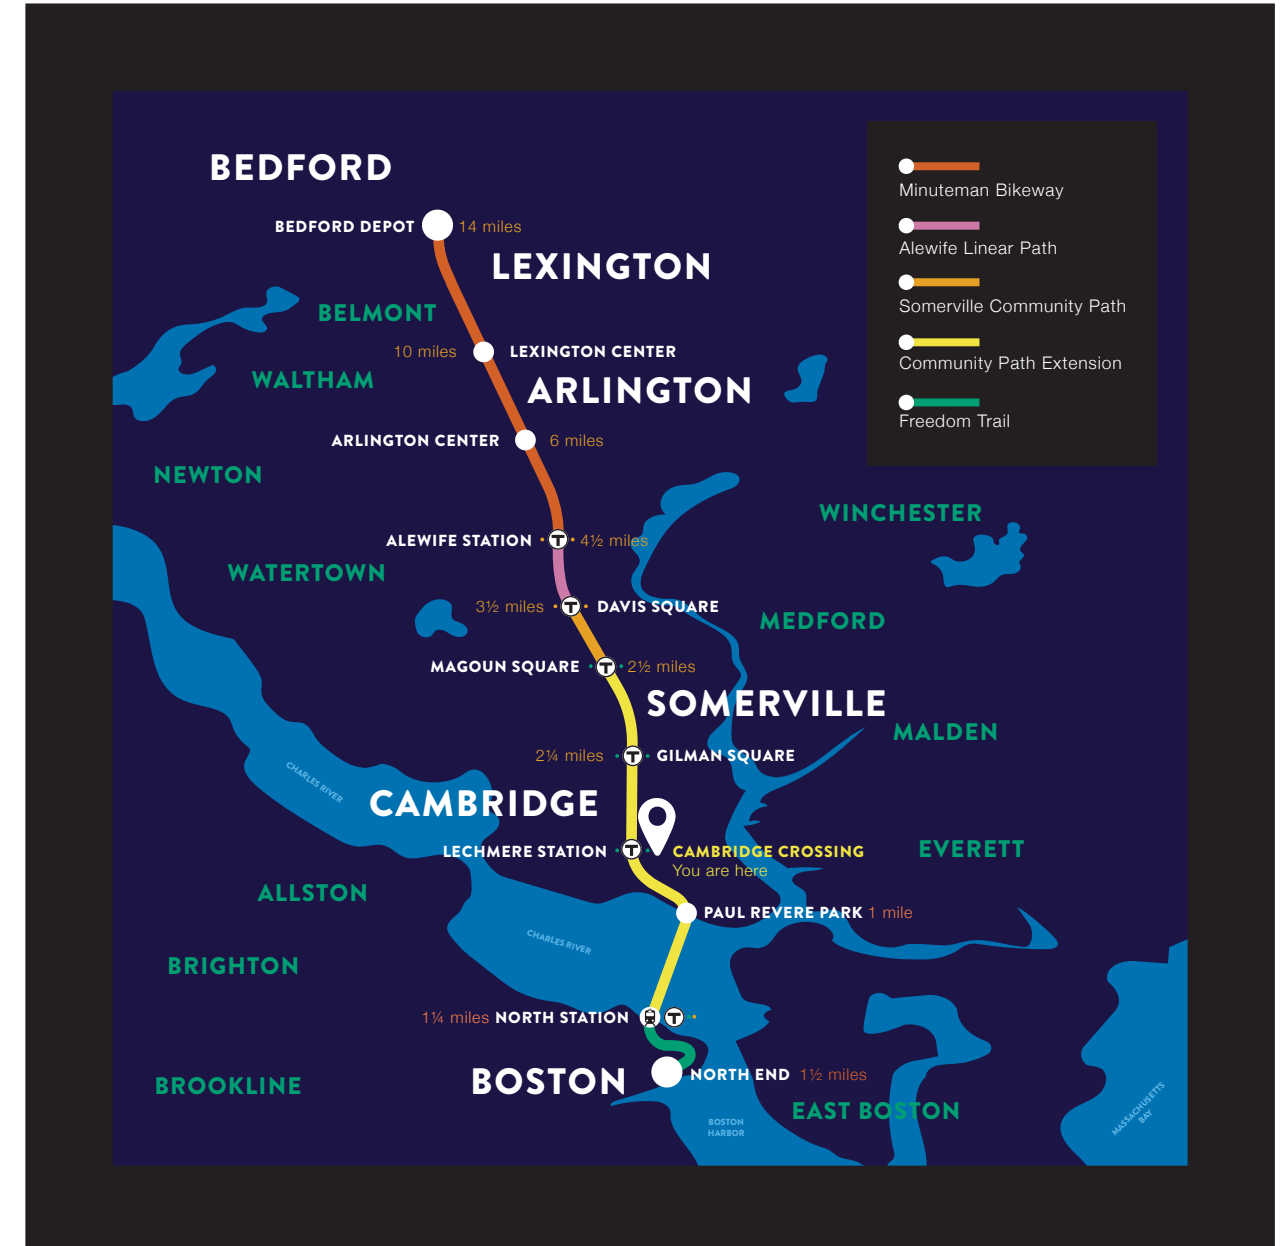 BEDFORD
Minuteman Bikeway
BEDFORD DEPOT 14 miles
Alewife Linear Path
LEXINGTON
Somerville Community Path
BELMONT
10 miles LEXINGTON CENTER
Community Path Extension
WALTHAM
ARLINGTON
Freedom Trail
ARLINGTON CENTER 6 miles
NEWTON
WINCHESTER
ALEWIFE STATION T 4½ miles
WATERTOWN
3½ miles T DAVIS SQUARE
MEDFORD
MAGOUN SQUARE T 2½ miles
SOMERVILLE
MALDEN
2¼ miles T GILMAN SQUARE
CHARLES RIVER
CAMBRIDGE
LECHMERE STATION T CAMBRIDGE CROSSING
You are here
EVERETT
ALLSTON
PAUL REVERE PARK 1 mile
CHARLES RIVER
BRIGHTON
1¼ miles NORTH STATION T
BOSTON
NORTH END 1½ miles
BROOKLINE
EAST BOSTON
BOSTON
HARBOR
MASSACHUSETTS
BAY